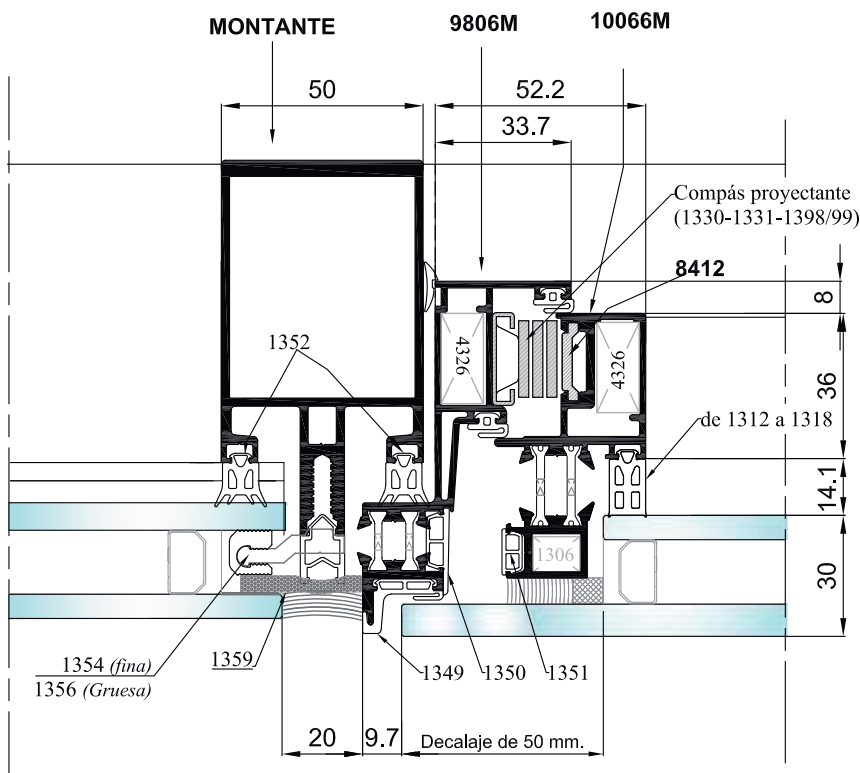 MONTANTE
9806M
10066M
50
52.2
33.7
Compás proyectante
(1330-1331-1398/99)
8412
8
4326
4326
1352
36
de 1312 a 1318
14.1
1306
30
1359
1354 (fina)
1356 (Gruesa)
1349
1350
1351
20
9.7
Decalaje de 50 mm.